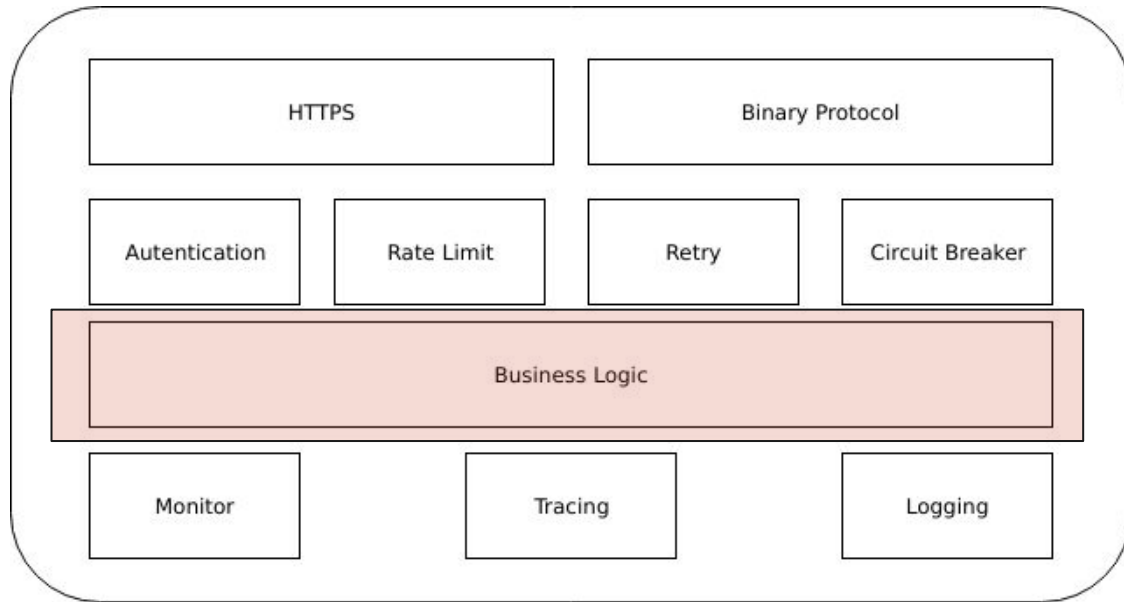 HTTPS
Binary Protocol
Autentication
Rate Limit
Retry
Circuit Breaker
Business Logic
Monitor
Tracing
Logging